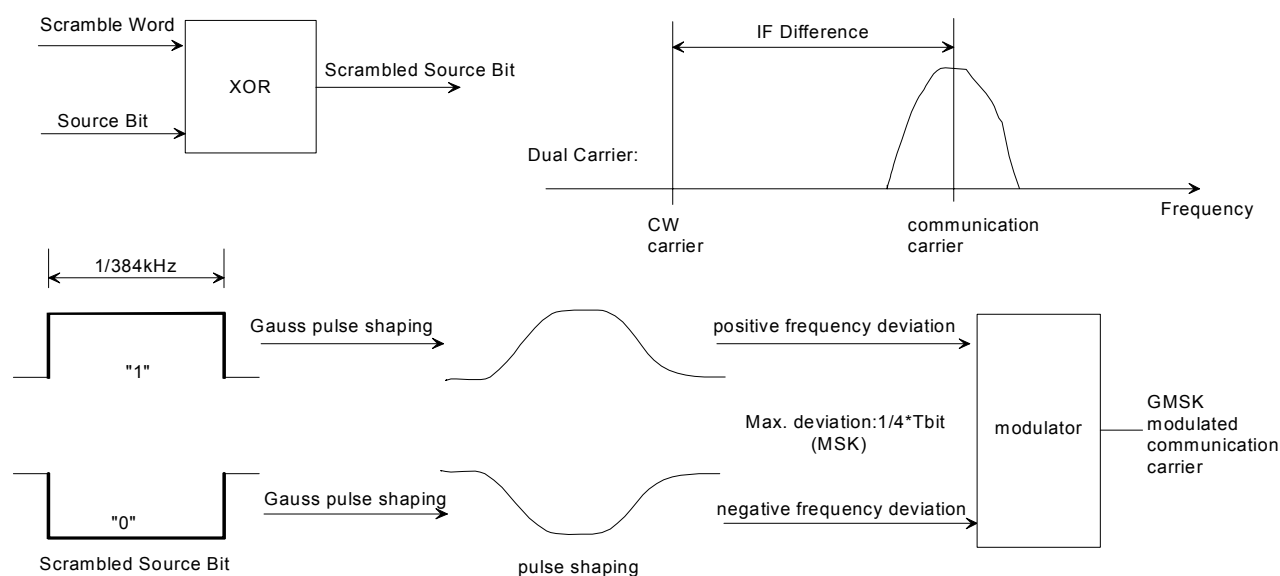 Scramble Word
XOR
Scrambled Source Bit
Source Bit
IF Difference
Dual Carrier:
Frequency
CW
carrier
communication
carrier
1/384kHz
"1"
Gauss pulse shaping
positive frequency deviation
Max. deviation:1/4*Tbit
(MSK)
modulator
GMSK
modulated
communication
carrier
"0"
Gauss pulse shaping
negative frequency deviation
Scrambled Source Bit
pulse shaping